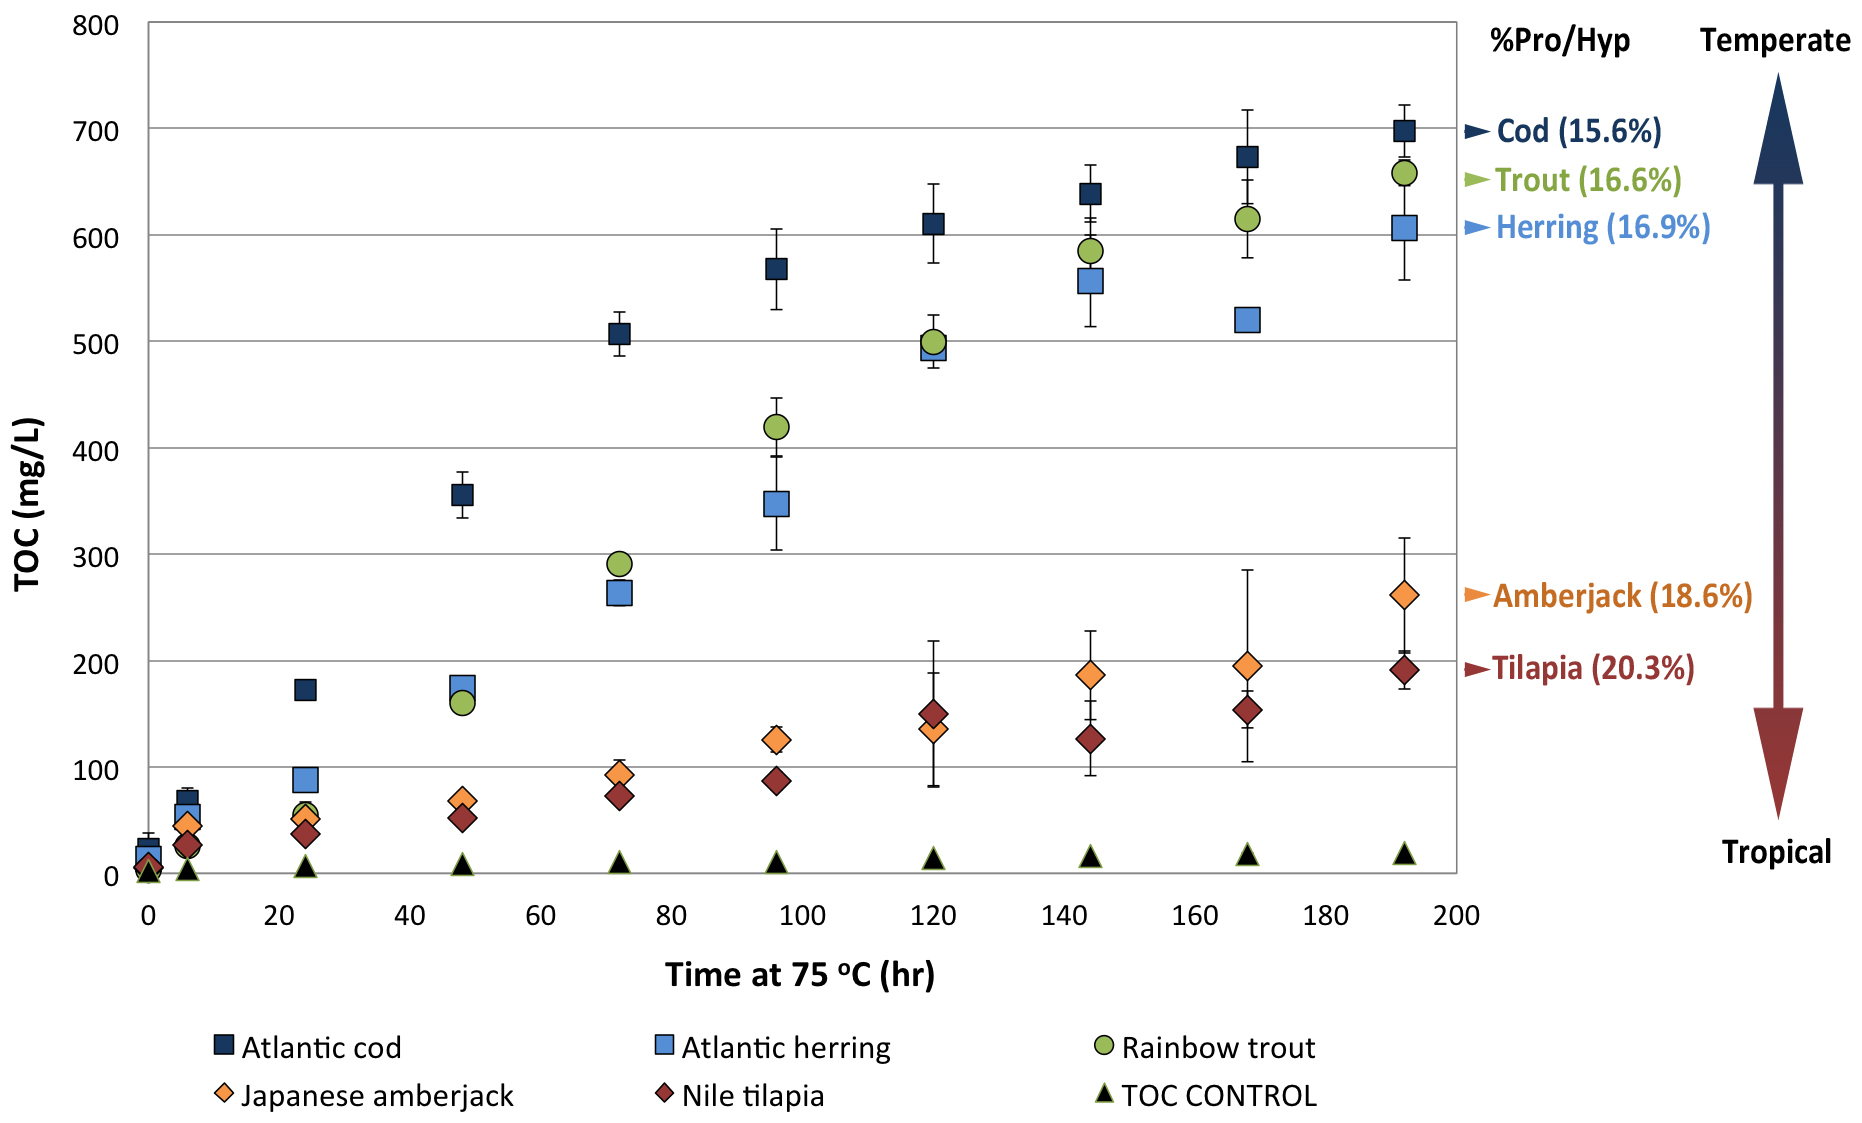 %Pro/Hyp
Temperate
800
700
600
500
400
300
200
100
0
TOC (mg/L)
Cod (15.6%)
Trout (16.6%)
Herring (16.9%)
Amberjack (18.6%)
Tilapia (20.3%)
Tropical
0 20 40 60 80 100 120 140 160 180 200
Time at 75 ºC (hr)
Atlantic cod Atlantic herring Rainbow trout
Japanese amberjack Nile tilapia TOC CONTROL